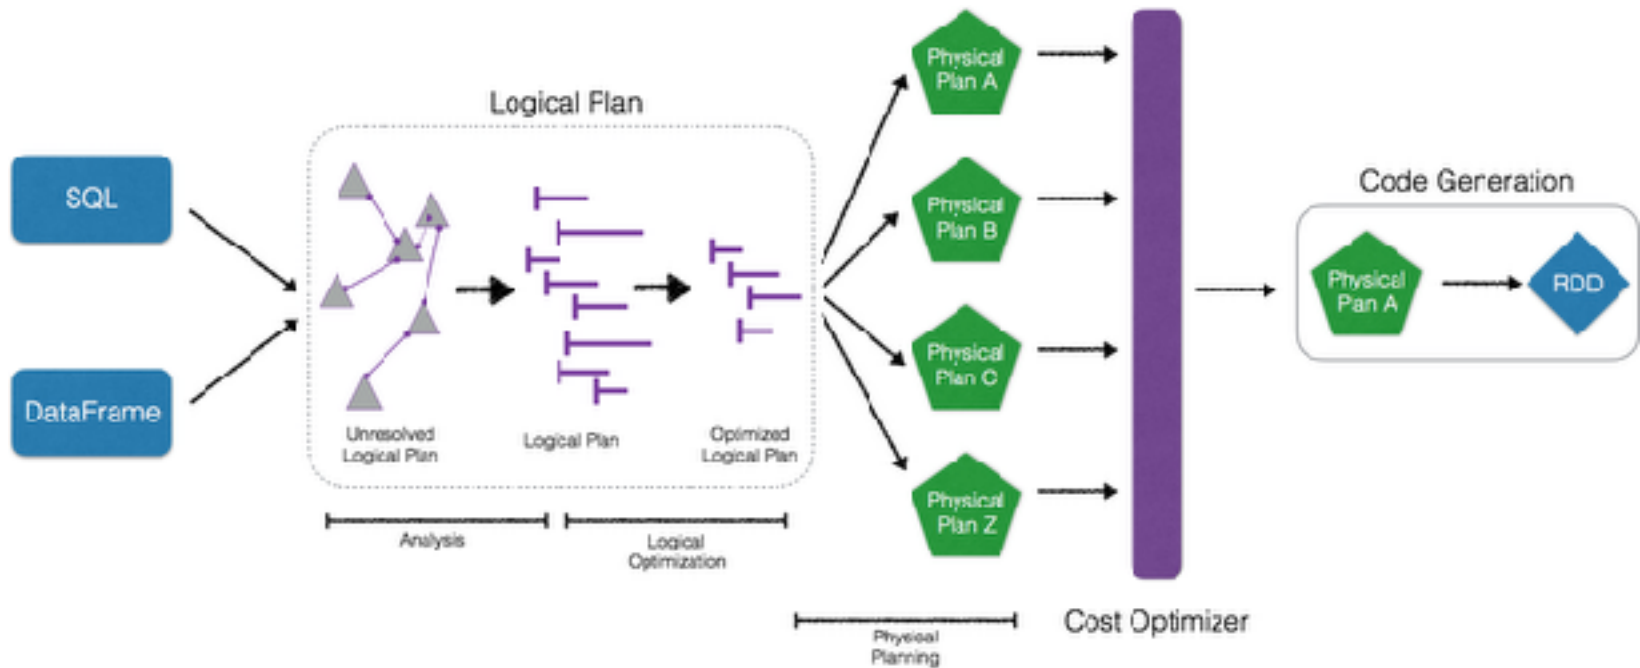 Logical Plan
SQL
DataFrame
Unresolved
Logical Plan
Logical Plan
Optimized
Logical Plan
Analysis
Logical
Optimization
Physical
Plan A
Physical
Plan B
Physical
Plan C
Physical
Plan Z
Physical
Planning
Cost Optimizer
Code Generation
Physical
Pan A
RDD